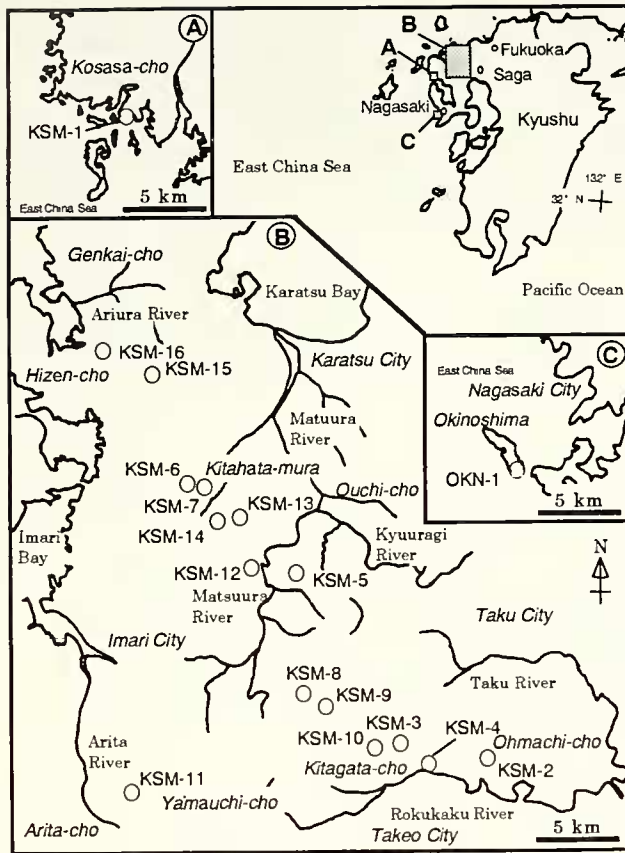 A
Kosasa-cho
KSM-1
East China Sea
5 km
B
A
Fukuoka
Saga
Nagasaki
C
Kyushu
East China Sea
132° E
32° N
Pacific Ocean
B
Genkai-cho
Karatsu Bay
Ariura River
KSM-16
KSM-15
Hizen-cho
Karatsu City
Matuura
River
KSM-6
Kitahata-mura
KSM-7
KSM-13
KSM-14
Ouchi-cho
Kyuuragi
River
Imari
Bay
KSM-12
KSM-5
Matsuura
River
Imari City
Taku City
KSM-8
KSM-9
Taku River
KSM-10
KSM-3
KSM-4
Ohmachi-cho
KSM-2
Kitagata-cho
Arita
River
KSM-11
Yamauchi-cho
Rokukaku River
Arita-cho
Takeo City
5 km
N
C
East China Sea
Nagasaki City
Okinoshima
OKN-1
5 km